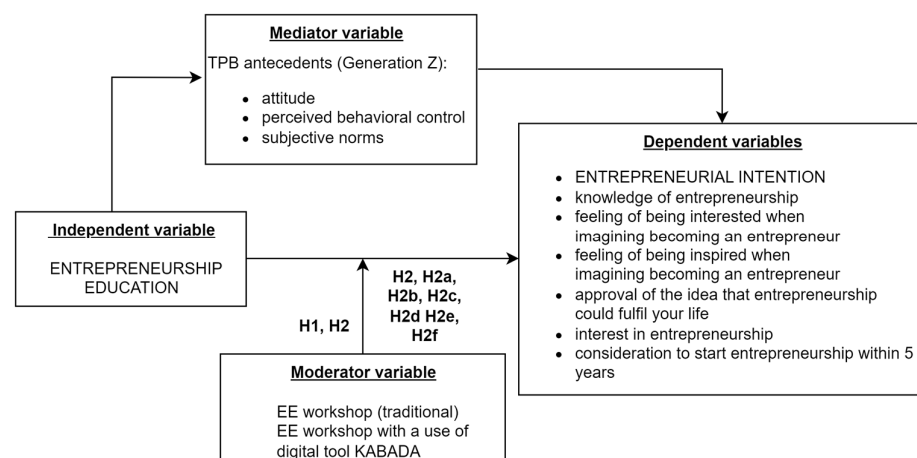 Mediator variable
TPB antecedents (Generation Z):
• attitude
• perceived behavioral control
• subjective norms
Dependent variables
• ENTREPRENEURIAL INTENTION
• knowledge of entrepreneurship
• feeling of being interested when
imagining becoming an entrepreneur
• feeling of being inspired when
imagining becoming an entrepreneur
• approval of the idea that entrepreneurship
could fulfil your life
• interest in entrepreneurship
• consideration to start entrepreneurship within 5
years
Independent variable
ENTREPRENEURSHIP
EDUCATION
H1, H2
H2, H2a,
H2b, H2c,
H2d H2e,
H2f
Moderator variable
EE workshop (traditional)
EE workshop with a use of
digital tool KABADA